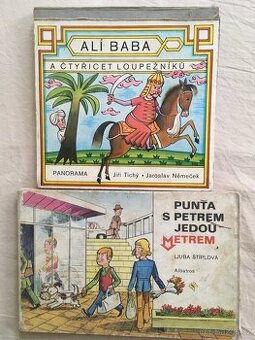 ALÍ BABA
A ČTYŘICET LOUPEŽNÍKŮ
PANORAMA
Jiří Tichý • Jaroslav Němeček
PUNŤA
S PETREM
JEDOU
METREM
LJUBA ŠTÍPLOVÁ
Albatros